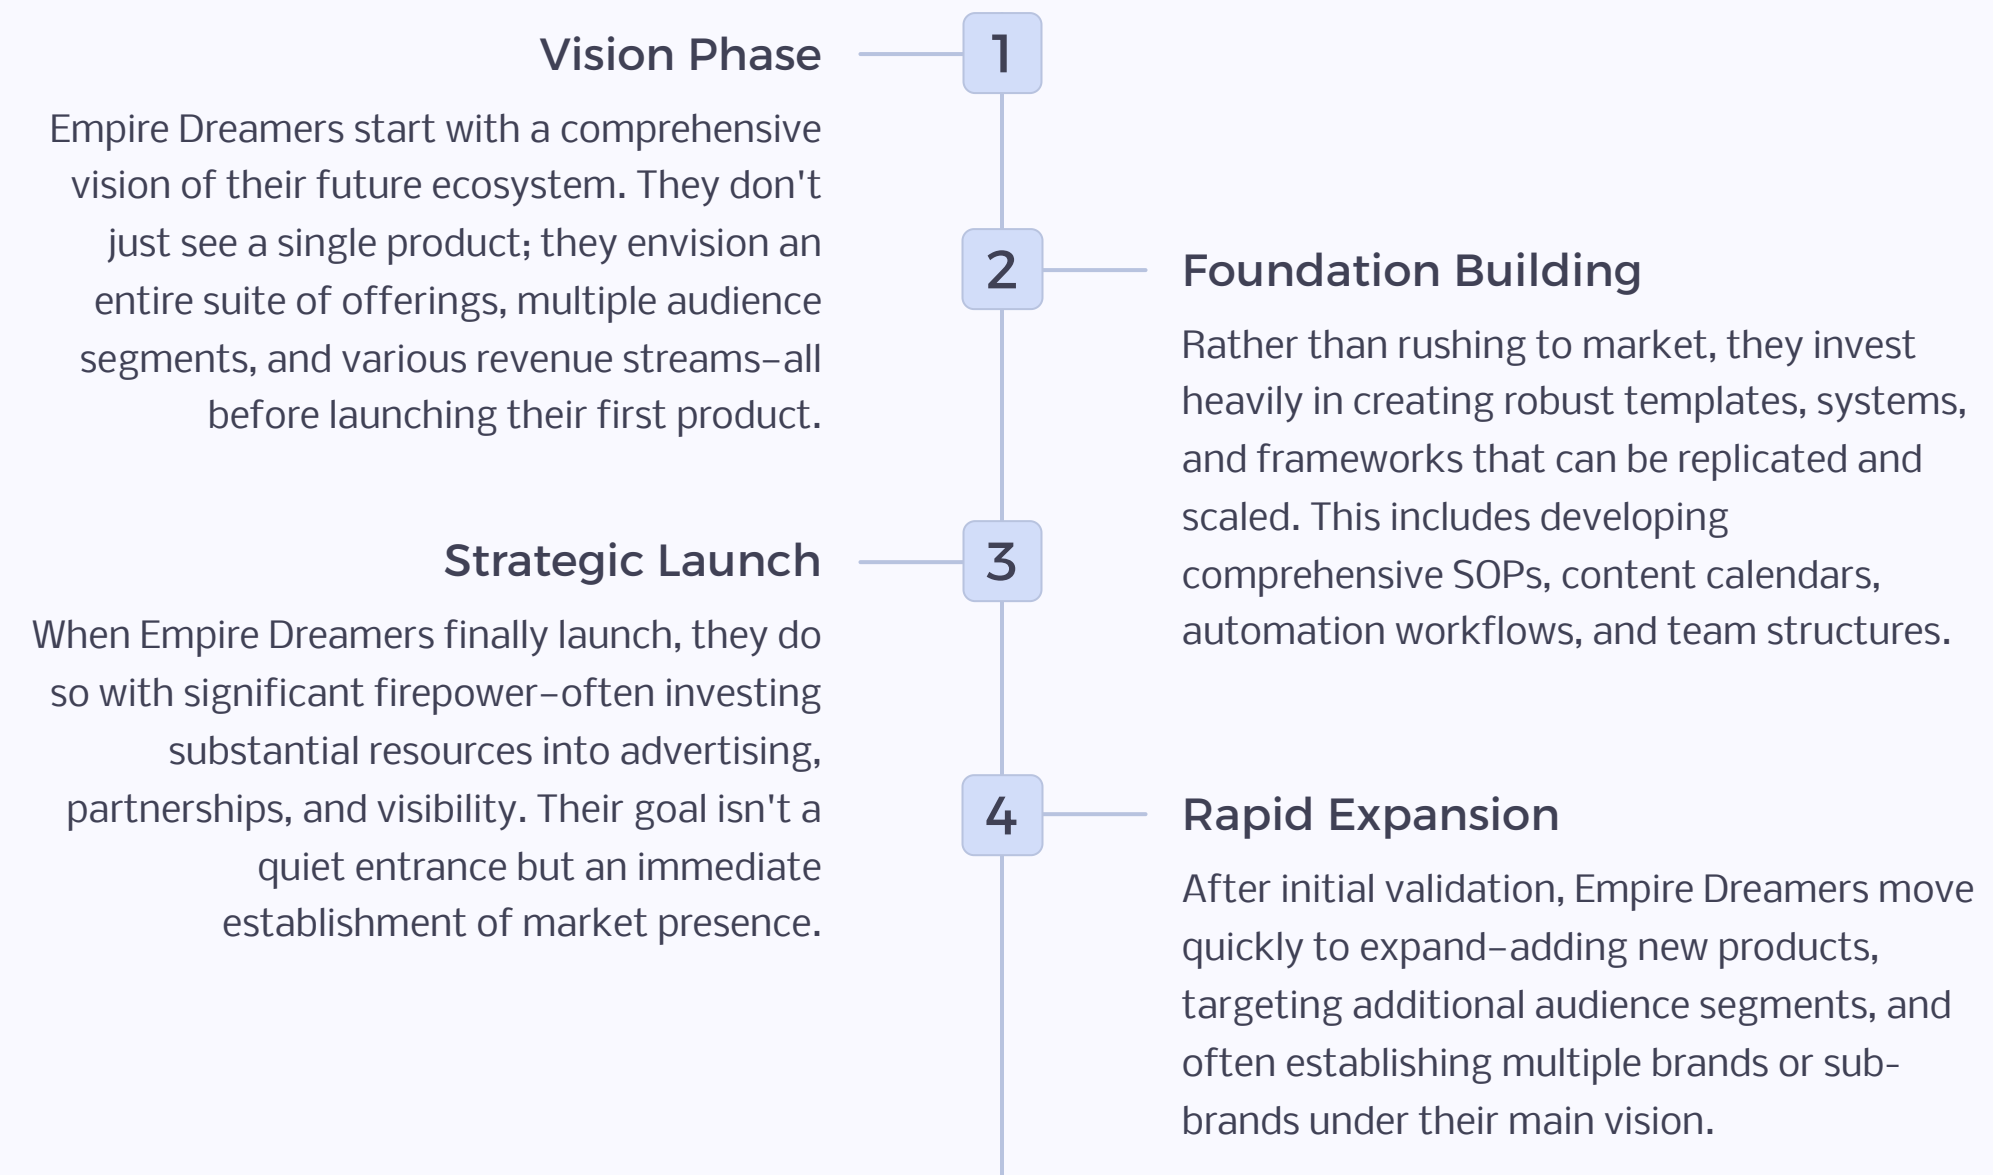 1
Vision Phase
Empire Dreamers start with a comprehensive
vision of their future ecosystem. They don't
just see a single product; they envision an
entire suite of offerings, multiple audience
segments, and various revenue streams—all
before launching their first product.
2
Foundation Building
Rather than rushing to market, they invest
heavily in creating robust templates, systems,
and frameworks that can be replicated and
scaled. This includes developing
comprehensive SOPs, content calendars,
automation workflows, and team structures.
3
Strategic Launch
When Empire Dreamers finally launch, they do
so with significant firepower—often investing
substantial resources into advertising,
partnerships, and visibility. Their goal isn't a
quiet entrance but an immediate
establishment of market presence.
4
Rapid Expansion
After initial validation, Empire Dreamers move
quickly to expand—adding new products,
targeting additional audience segments, and
often establishing multiple brands or sub-
brands under their main vision.